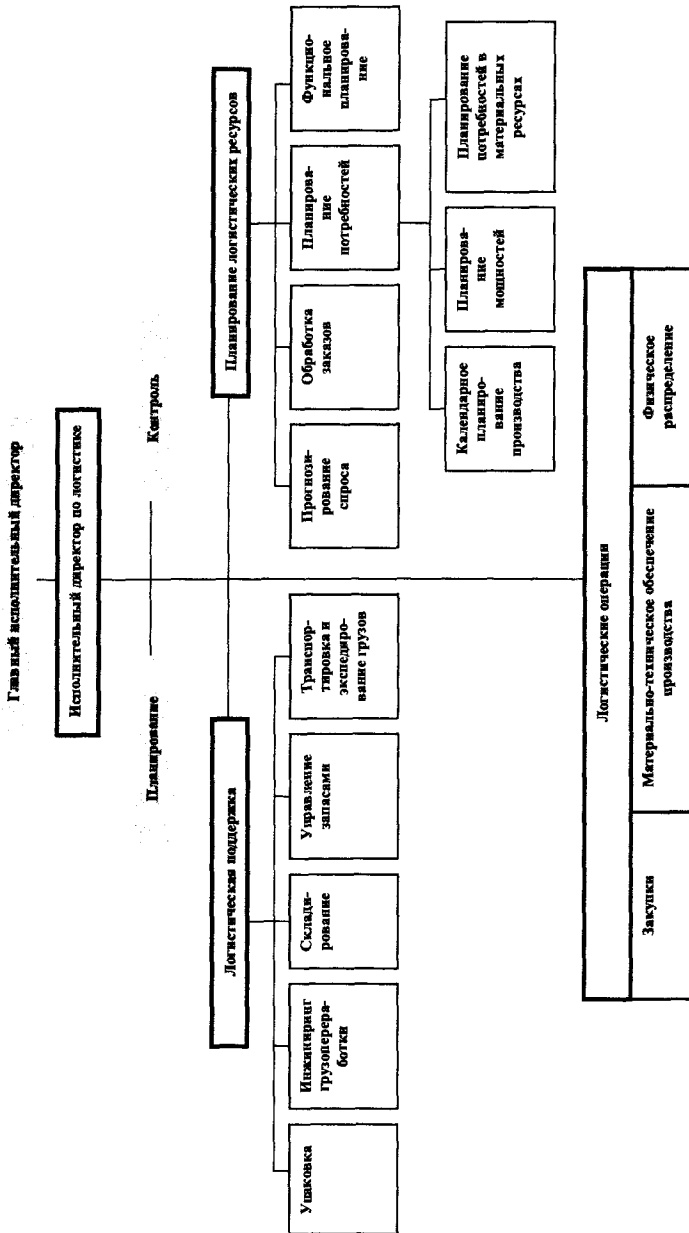 Главный исполнительный директор
Исполнительный директор по логистике
Планирование
Контроль
Логистическая поддержка
Планирование логистических ресурсов
Упаковка
Инжиниринг
грузоперера-
ботки
Склади-
рование
Управление
запасами
Транспор-
тировка и
экспедиро-
вание грузов
Прогнози-
рование
спроса
Обработка
заказов
Планирова-
ние
потребностей
Функцио-
нальное
планирова-
ние
Календарное
планиро-
вание
производства
Планирова-
ние
мощностей
Планирование
потребностей в
материальных
ресурсах
Логистические операции
Закупки
Материально-техническое обеспечение
производства
Физическое
распределение